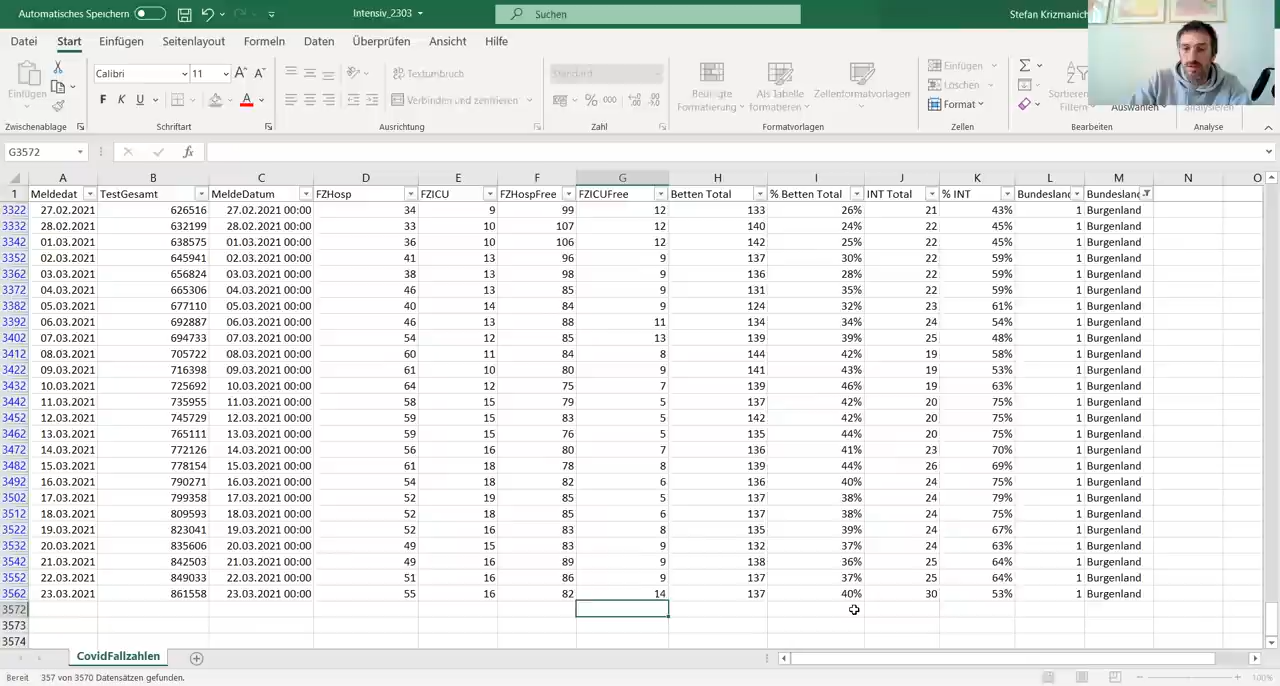 Automatisches Speichern Intensiv_2303 Suchen Stefan Krizmanich
Datei Start Einfügen Seitenlayout Formeln Daten Überprüfen Ansicht Hilfe
Einfügen Calibri 11 Textumbruch Standard Bedingte Als Tabelle Zellenformatvorlagen Einfügen Σ Sortieren
F K U Verbinden und zentrieren % 000 Formatierung formatieren Löschen Filtern Auswählen analysieren
Format
Zwischenablage Schriftart Ausrichtung Zahl Formatvorlagen Zellen Bearbeiten Analyse
G3572 fx
A B C D E F G H I J K L M N O
1 Meldedat TestGesamt MeldeDatum FZHosp FZICU FZHospFree FZICUFree Betten Total % Betten Total INT Total % INT Bundesland Bundesland
3322 27.02.2021 626516 27.02.2021 00:00 34 9 99 12 133 26% 21 43% 1 Burgenland
3332 28.02.2021 632199 28.02.2021 00:00 33 10 107 12 140 24% 22 45% 1 Burgenland
3342 01.03.2021 638575 01.03.2021 00:00 36 10 106 12 142 25% 22 45% 1 Burgenland
3352 02.03.2021 645941 02.03.2021 00:00 41 13 96 9 137 30% 22 59% 1 Burgenland
3362 03.03.2021 656824 03.03.2021 00:00 38 13 98 9 136 28% 22 59% 1 Burgenland
3372 04.03.2021 665306 04.03.2021 00:00 46 13 85 9 131 35% 22 59% 1 Burgenland
3382 05.03.2021 677110 05.03.2021 00:00 40 14 84 9 124 32% 23 61% 1 Burgenland
3392 06.03.2021 692887 06.03.2021 00:00 46 13 88 11 134 34% 24 54% 1 Burgenland
3402 07.03.2021 694733 07.03.2021 00:00 54 12 85 13 139 39% 25 48% 1 Burgenland
3412 08.03.2021 705722 08.03.2021 00:00 60 11 84 8 144 42% 19 58% 1 Burgenland
3422 09.03.2021 716398 09.03.2021 00:00 61 10 80 9 141 43% 19 53% 1 Burgenland
3432 10.03.2021 725692 10.03.2021 00:00 64 12 75 7 139 46% 19 63% 1 Burgenland
3442 11.03.2021 735955 11.03.2021 00:00 58 15 79 5 137 42% 20 75% 1 Burgenland
3452 12.03.2021 745729 12.03.2021 00:00 59 15 83 5 142 42% 20 75% 1 Burgenland
3462 13.03.2021 765111 13.03.2021 00:00 59 15 76 5 135 44% 20 75% 1 Burgenland
3472 14.03.2021 772126 14.03.2021 00:00 56 16 80 7 136 41% 23 70% 1 Burgenland
3482 15.03.2021 778154 15.03.2021 00:00 61 18 78 8 139 44% 26 69% 1 Burgenland
3492 16.03.2021 790271 16.03.2021 00:00 54 18 82 6 136 40% 24 75% 1 Burgenland
3502 17.03.2021 799358 17.03.2021 00:00 52 19 85 5 137 38% 24 79% 1 Burgenland
3512 18.03.2021 809593 18.03.2021 00:00 52 18 85 6 137 38% 24 75% 1 Burgenland
3522 19.03.2021 823041 19.03.2021 00:00 52 16 83 8 135 39% 24 67% 1 Burgenland
3532 20.03.2021 835606 20.03.2021 00:00 49 15 83 9 132 37% 24 63% 1 Burgenland
3542 21.03.2021 842503 21.03.2021 00:00 49 16 89 9 138 36% 25 64% 1 Burgenland
3552 22.03.2021 849033 22.03.2021 00:00 51 16 86 9 137 37% 25 64% 1 Burgenland
3562 23.03.2021 861558 23.03.2021 00:00 55 16 82 14 137 40% 30 53% 1 Burgenland
3572
3573
3574
CovidFallzahlen
Bereit 357 von 3570 Datensätzen gefunden. 100%